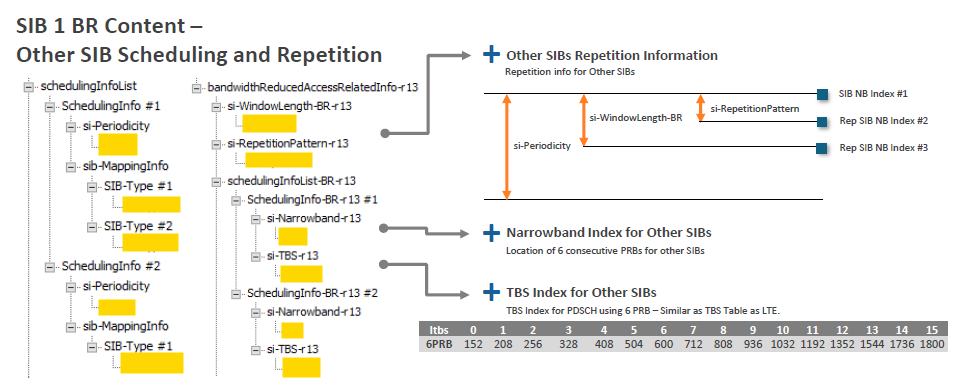 SIB 1 BR Content –
Other SIB Scheduling and Repetition
schedulingInfoList
SchedulingInfo #1
si-Periodicity
sib-MappingInfo
SIB-Type #1
SIB-Type #2
SchedulingInfo #2
si-Periodicity
sib-MappingInfo
SIB-Type #1
bandwidthReducedAccessRelatedInfo-r13
si-WindowLength-BR-r13
si-RepetitionPattern-r13
schedulingInfoList-BR-r13
SchedulingInfo-BR-r13 #1
si-Narrowband-r13
si-TBS-r13
SchedulingInfo-BR-r13 #2
si-Narrowband-r13
si-TBS-r13
Other SIBs Repetition Information
Repetition info for Other SIBs
SIB NB Index #1
si-RepetitionPattern
si-WindowLength-BR
Rep SIB NB Index #2
si-Periodicity
Rep SIB NB Index #3
Narrowband Index for Other SIBs
Location of 6 consecutive PRBs for other SIBs
TBS Index for Other SIBs
TBS Index for PDSCH using 6 PRB – Similar as TBS Table as LTE.
Itbs 0 1 2 3 4 5 6 7 8 9 10 11 12 13 14 15
6PRB 152 208 256 328 408 504 600 712 808 936 1032 1192 1352 1544 1736 1800